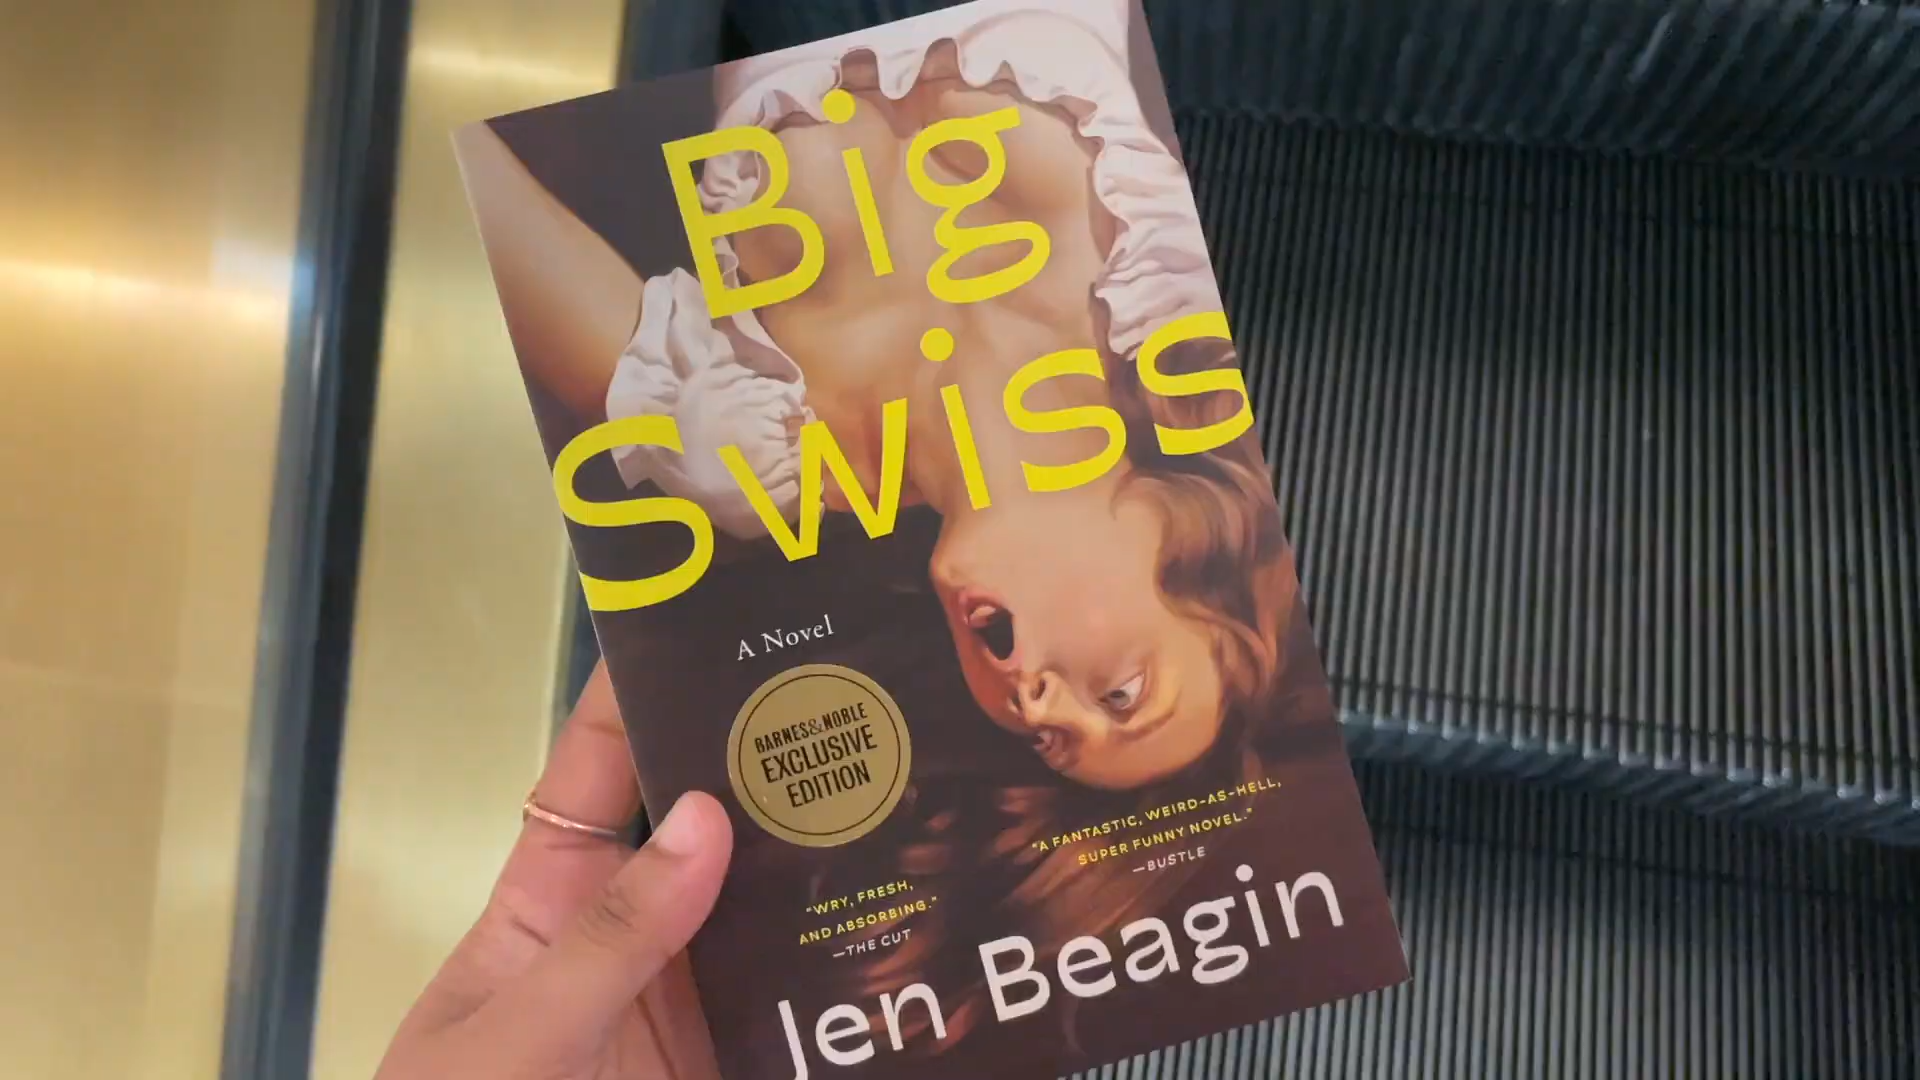 Big
Swiss
A Novel
BARNES&NOBLE
EXCLUSIVE
EDITION
"A FANTASTIC, WEIRD-AS-HELL,
SUPER FUNNY NOVEL."
—BUSTLE
"WRY, FRESH,
AND ABSORBING."
—THE CUT
Jen Beagin